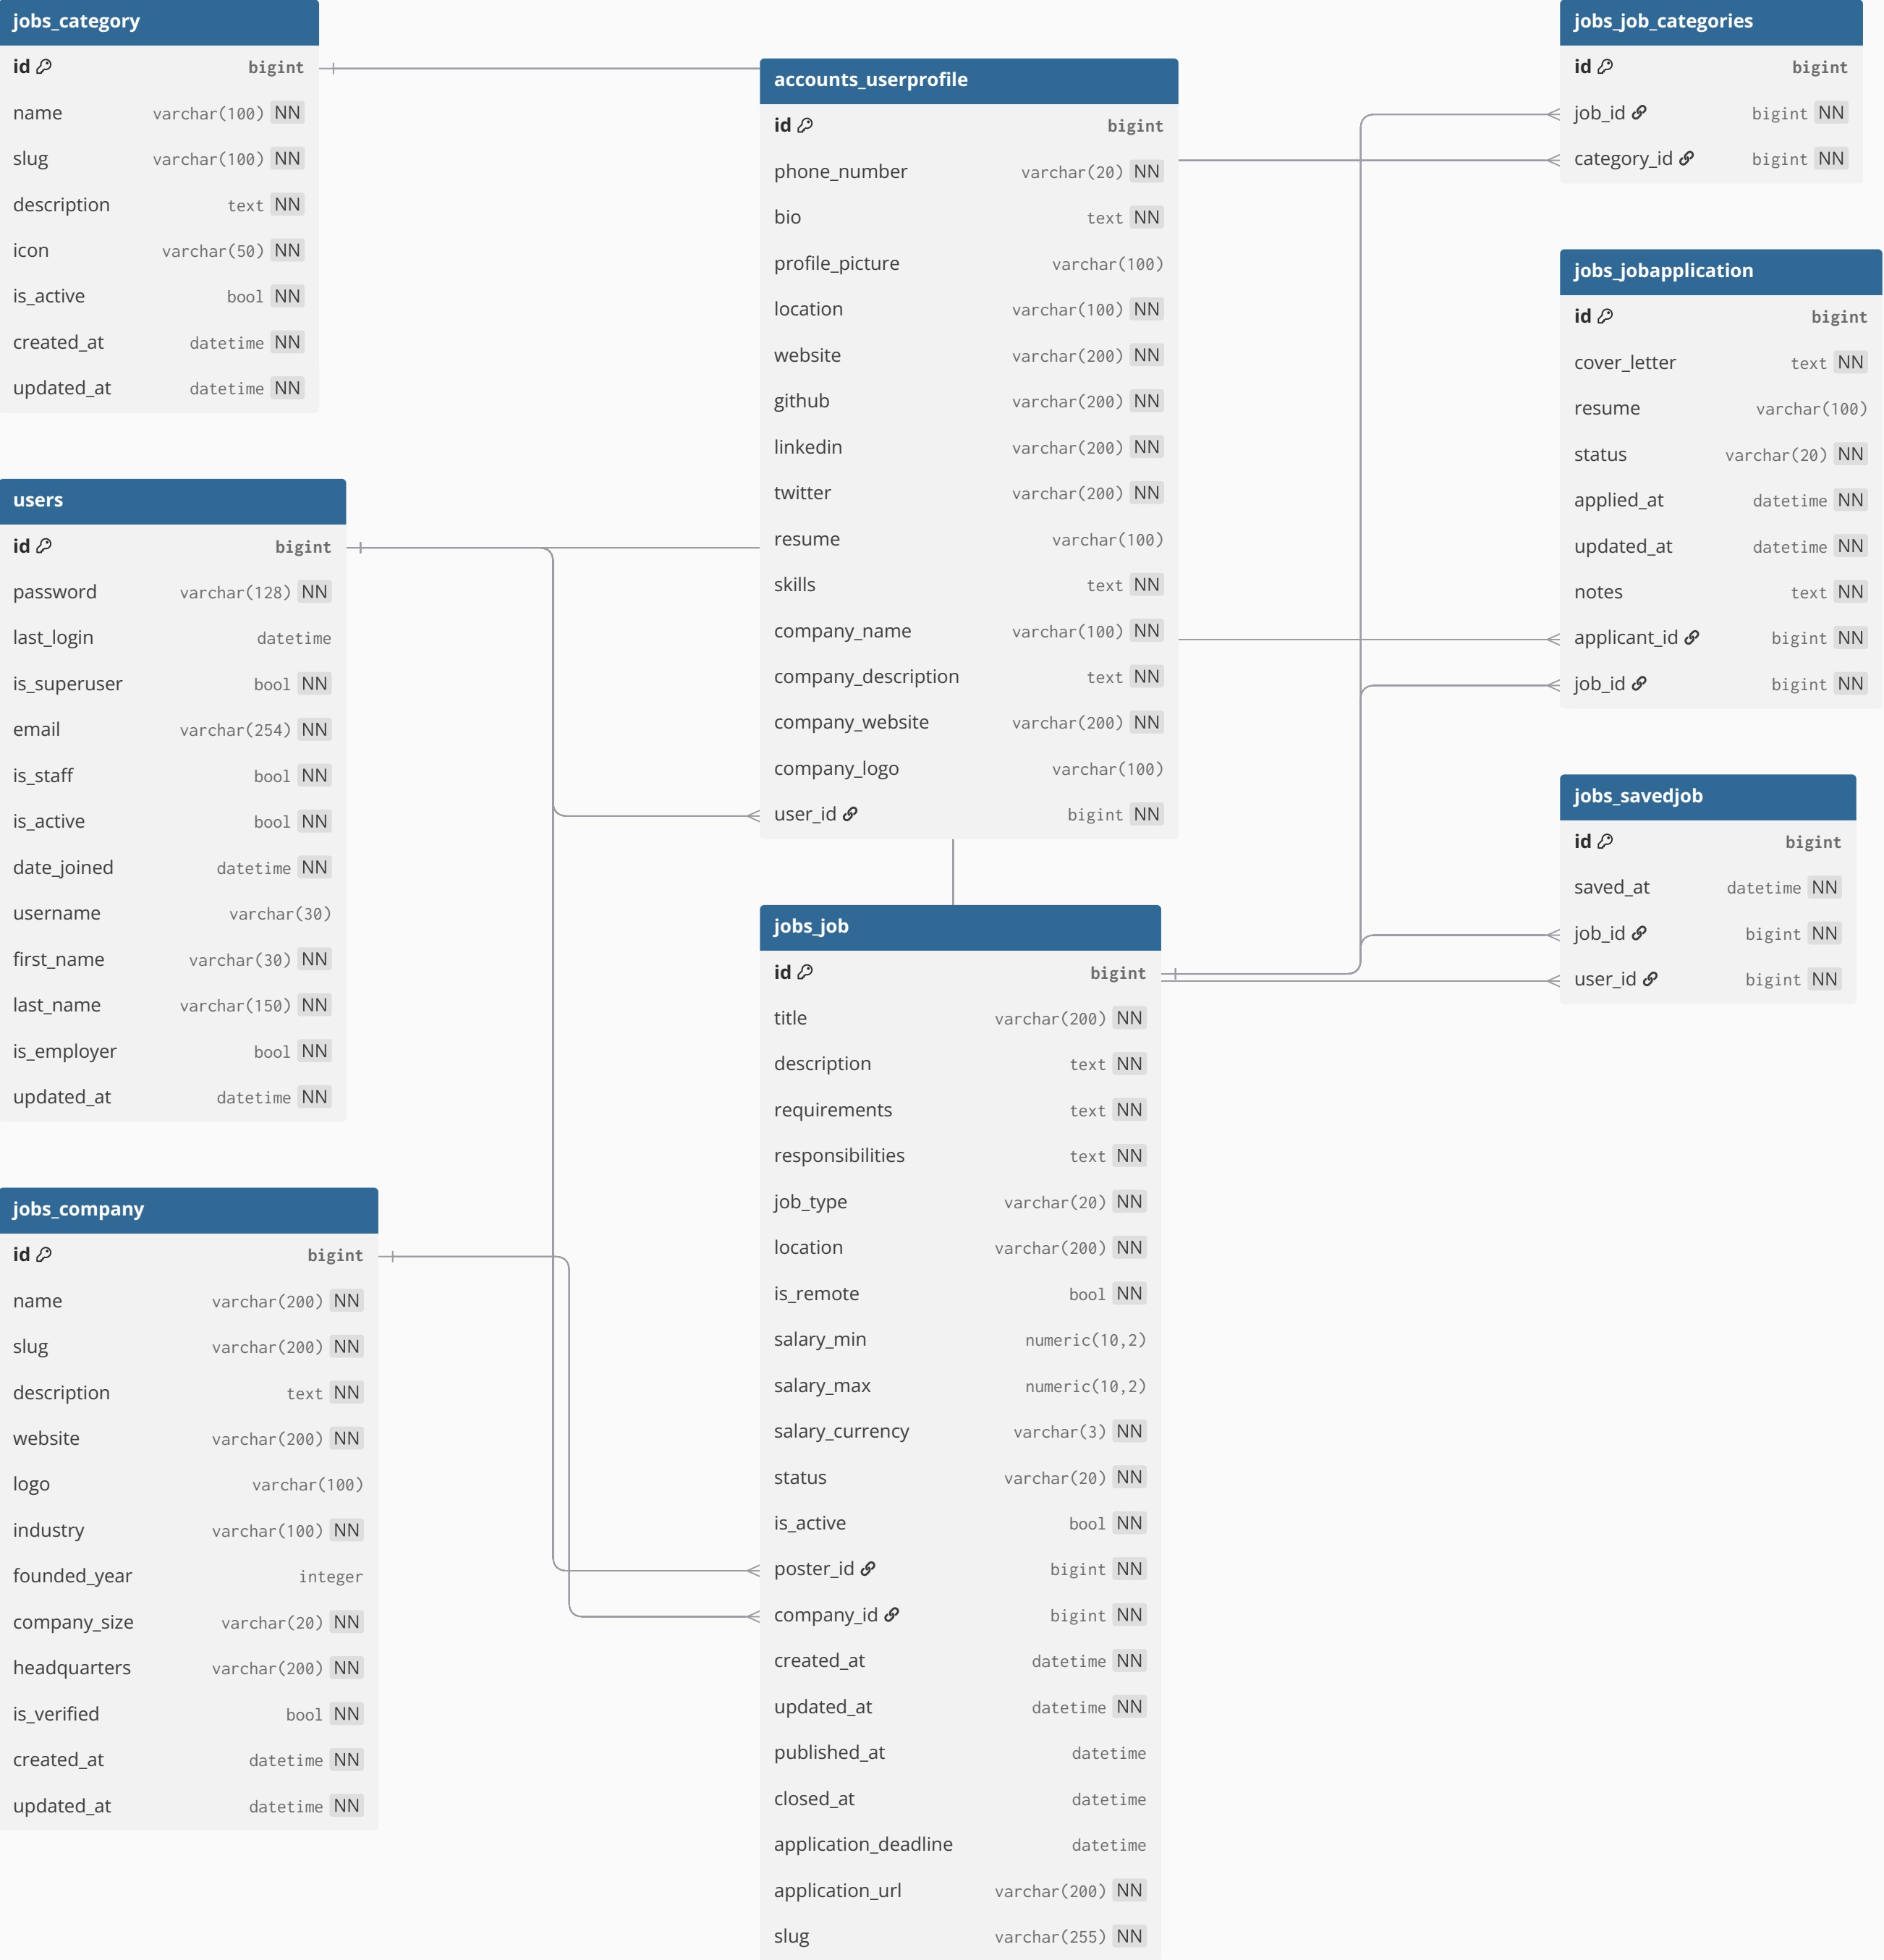 jobs_category
id bigint
name varchar(100) NN
slug varchar(100) NN
description text NN
icon varchar(50) NN
is_active bool NN
created_at datetime NN
updated_at datetime NN
users
id bigint
password varchar(128) NN
last_login datetime
is_superuser bool NN
email varchar(254) NN
is_staff bool NN
is_active bool NN
date_joined datetime NN
username varchar(30)
first_name varchar(30) NN
last_name varchar(150) NN
is_employer bool NN
updated_at datetime NN
jobs_company
id bigint
name varchar(200) NN
slug varchar(200) NN
description text NN
website varchar(200) NN
logo varchar(100)
industry varchar(100) NN
founded_year integer
company_size varchar(20) NN
headquarters varchar(200) NN
is_verified bool NN
created_at datetime NN
updated_at datetime NN
accounts_userprofile
id bigint
phone_number varchar(20) NN
bio text NN
profile_picture varchar(100)
location varchar(100) NN
website varchar(200) NN
github varchar(200) NN
linkedin varchar(200) NN
twitter varchar(200) NN
resume varchar(100)
skills text NN
company_name varchar(100) NN
company_description text NN
company_website varchar(200) NN
company_logo varchar(100)
user_id bigint NN
jobs_job
id bigint
title varchar(200) NN
description text NN
requirements text NN
responsibilities text NN
job_type varchar(20) NN
location varchar(200) NN
is_remote bool NN
salary_min numeric(10,2)
salary_max numeric(10,2)
salary_currency varchar(3) NN
status varchar(20) NN
is_active bool NN
poster_id bigint NN
company_id bigint NN
created_at datetime NN
updated_at datetime NN
published_at datetime
closed_at datetime
application_deadline datetime
application_url varchar(200) NN
slug varchar(255) NN
jobs_job_categories
id bigint
job_id bigint NN
category_id bigint NN
jobs_jobapplication
id bigint
cover_letter text NN
resume varchar(100)
status varchar(20) NN
applied_at datetime NN
updated_at datetime NN
notes text NN
applicant_id bigint NN
job_id bigint NN
jobs_savedjob
id bigint
saved_at datetime NN
job_id bigint NN
user_id bigint NN